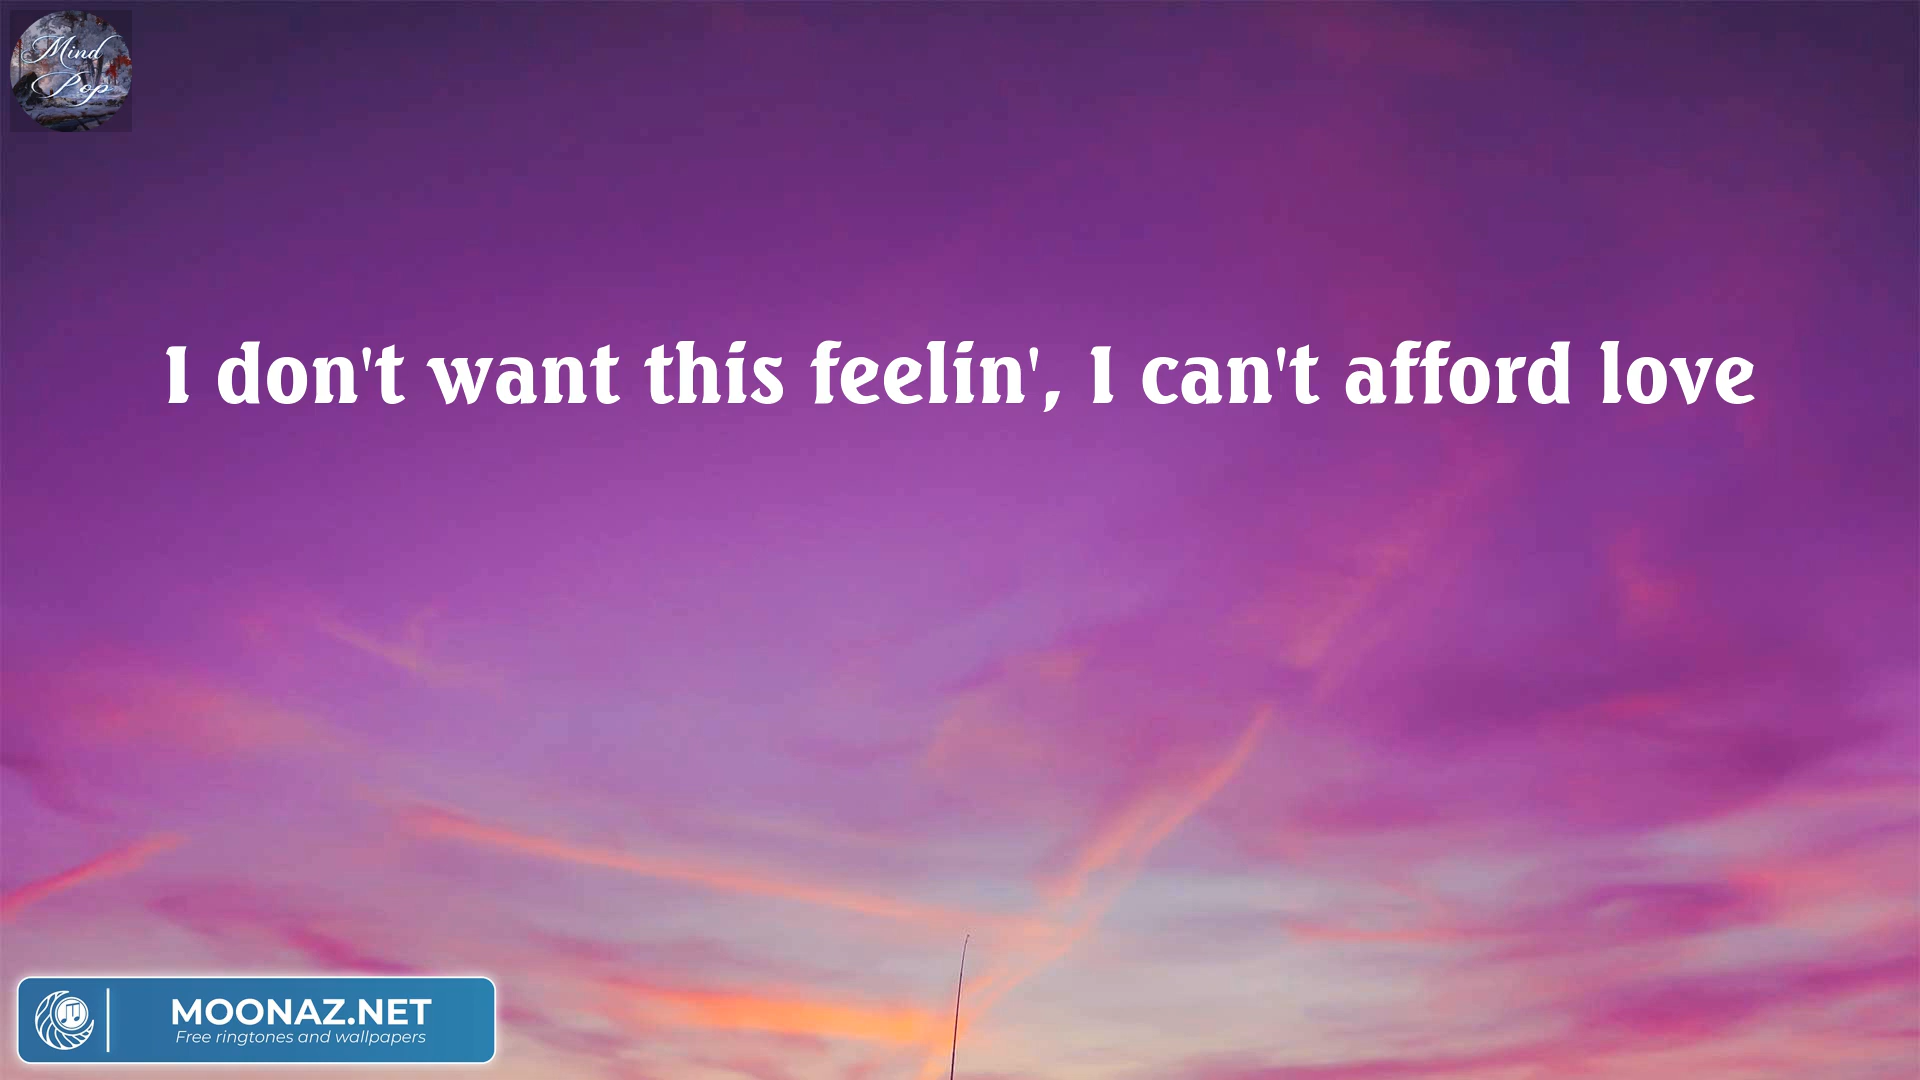 Mind
Pop
I don't want this feelin', I can't afford love
MOONAZ.NET
Free ringtones and wallpapers